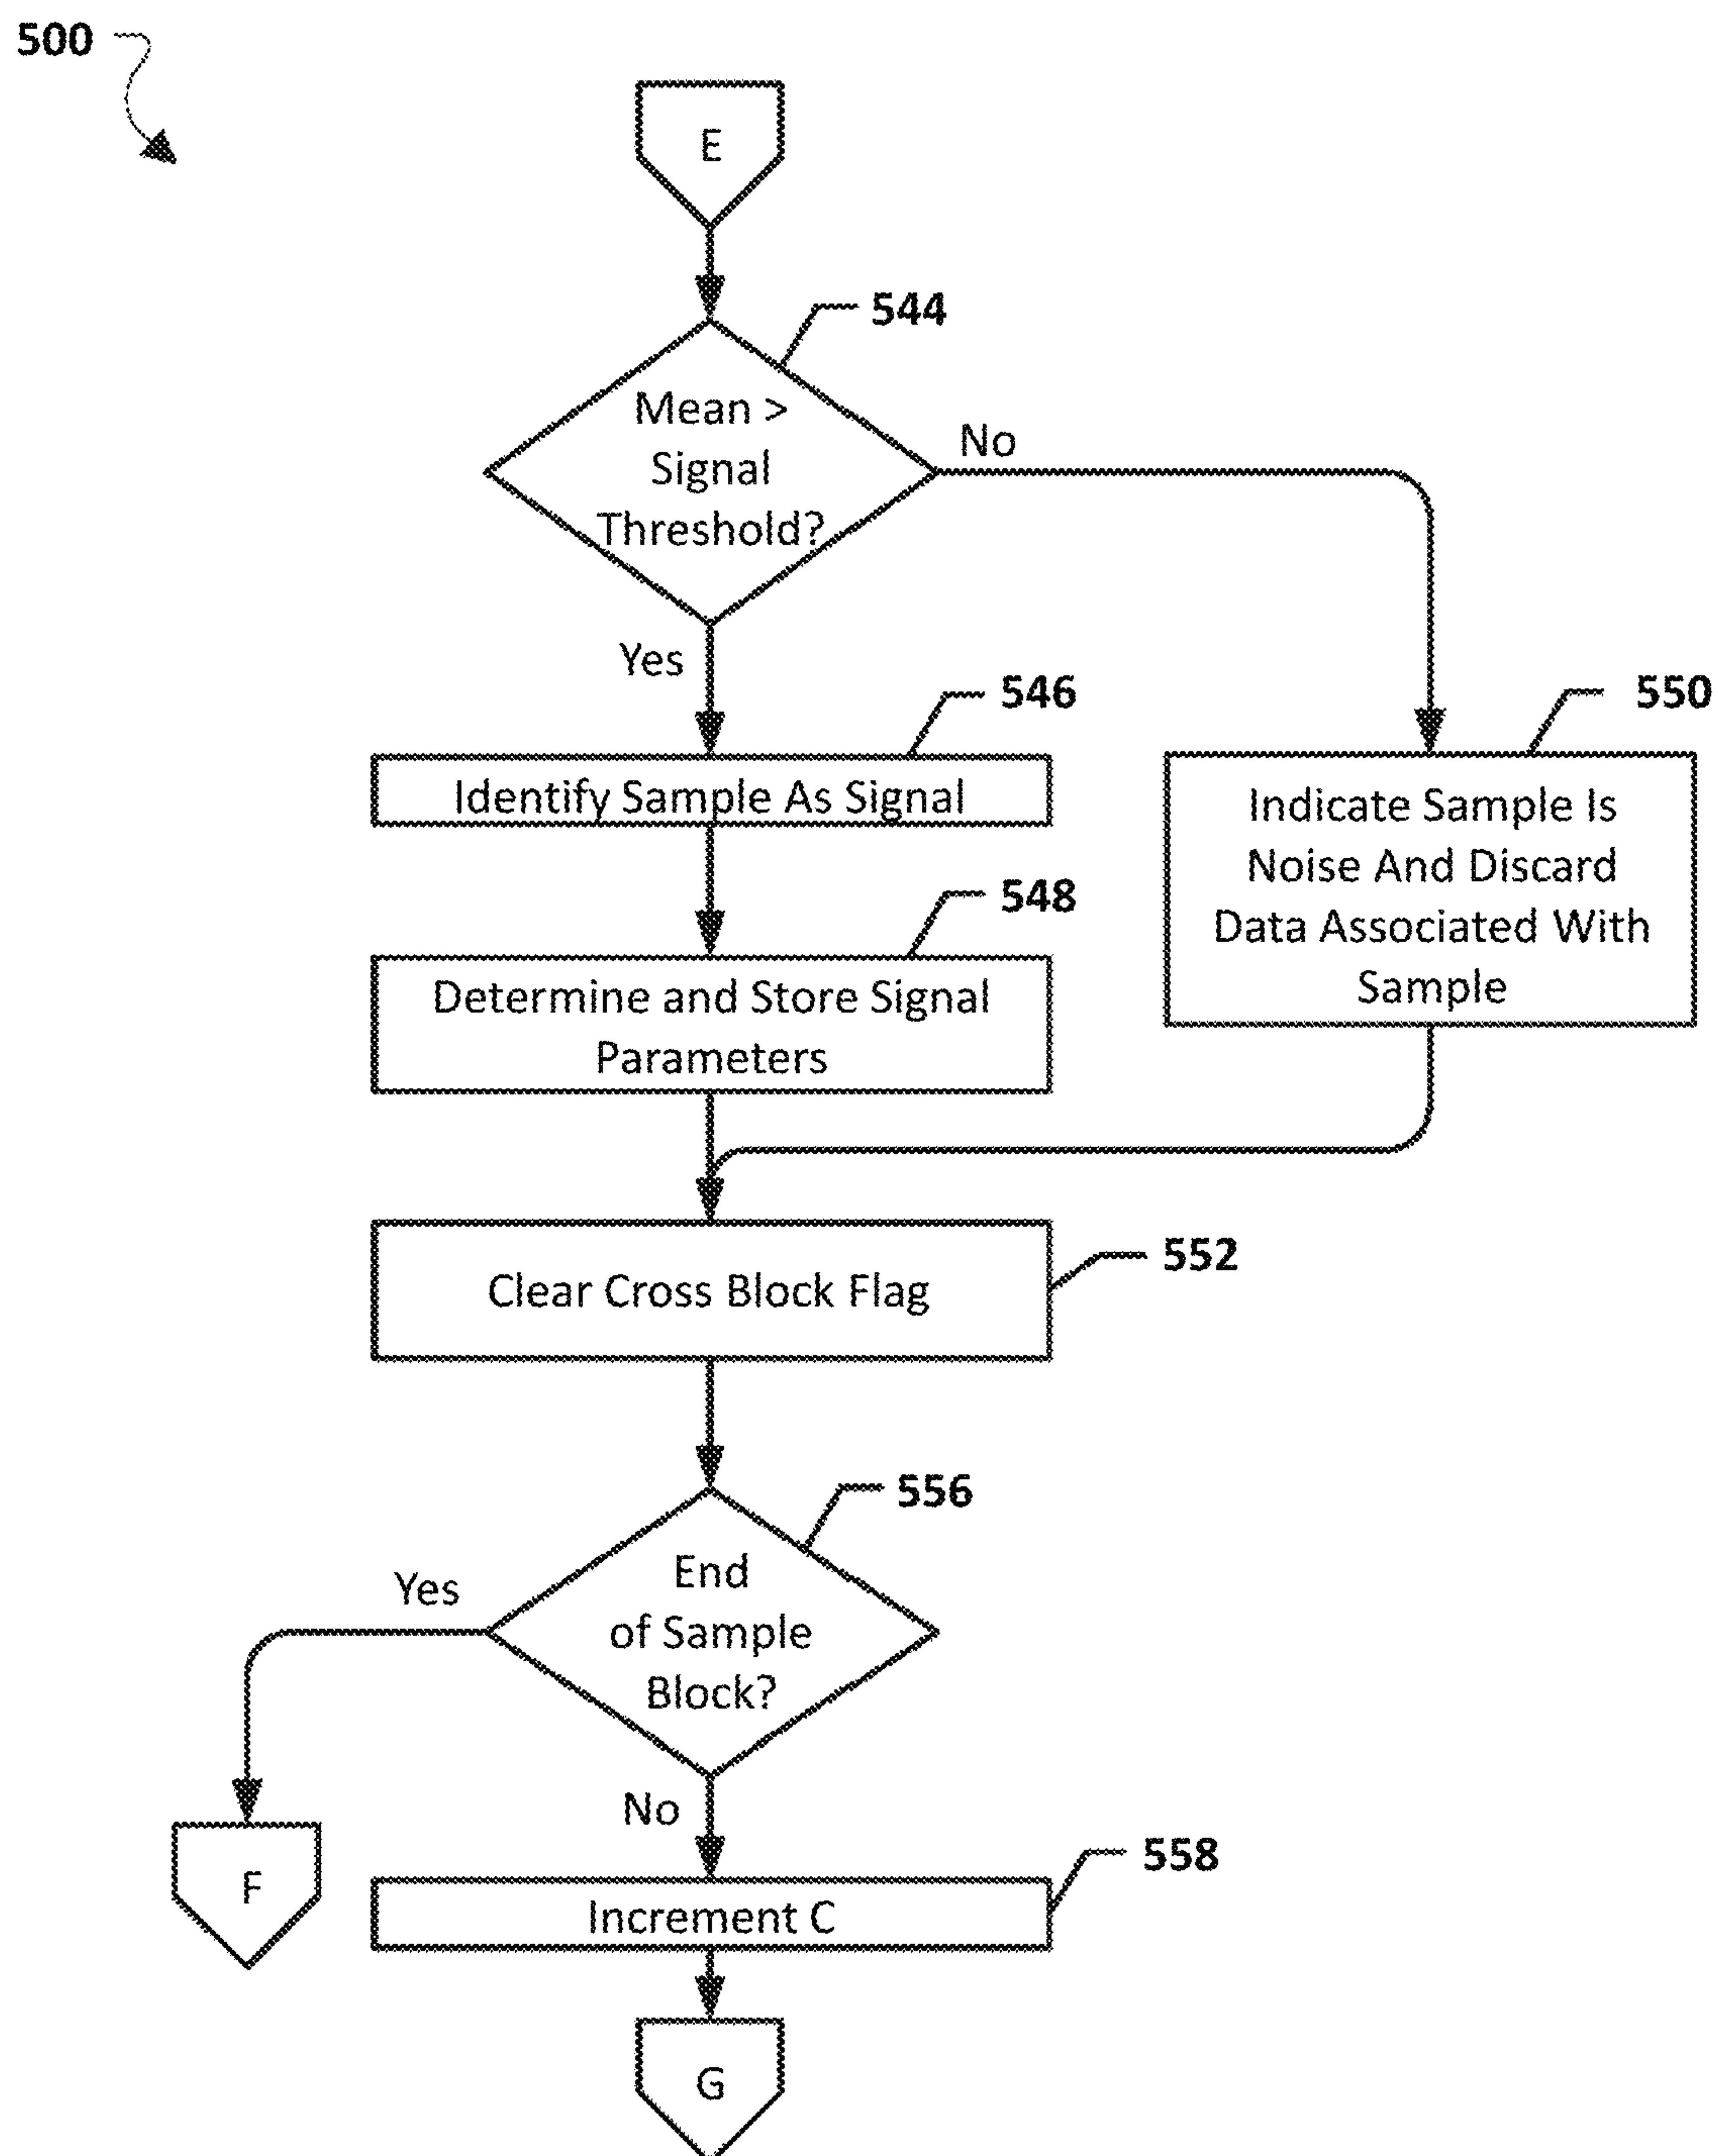 500
E
544
Mean >
Signal
Threshold?
No
Yes
546
Identify Sample As Signal
550
Indicate Sample Is
Noise And Discard
Data Associated With
Sample
548
Determine and Store Signal
Parameters
552
Clear Cross Block Flag
556
End
of Sample
Block?
Yes
No
F
558
Increment C
G